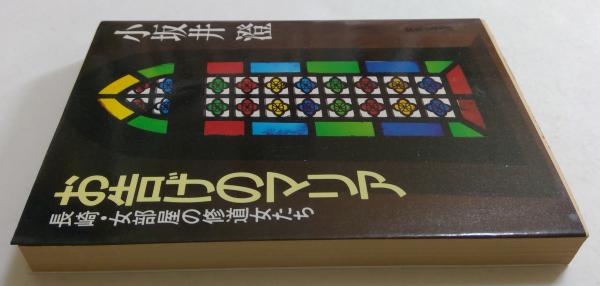 小坂井 澄
お告げのマリア
長崎・女部屋の修道女たち